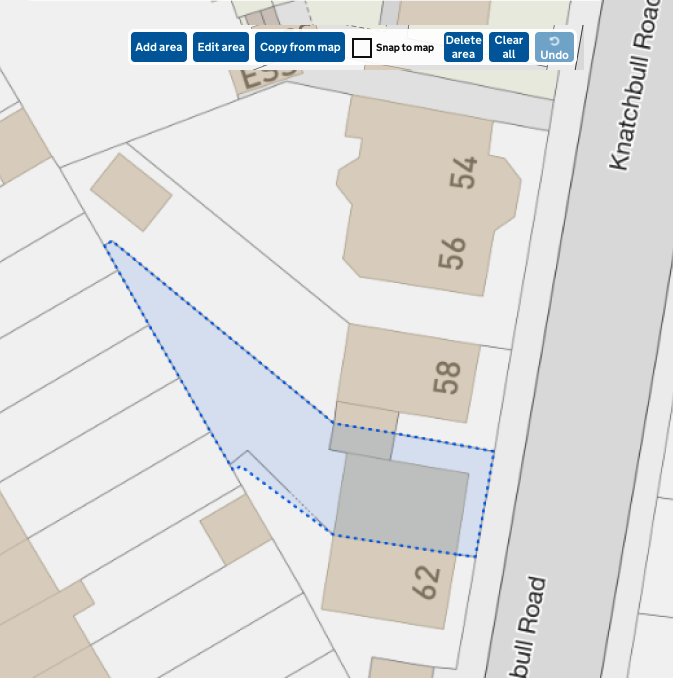 Add area
Edit area
Copy from map
Snap to map
Delete
area
Clear
all
Undo
54
56
58
62
Knatchbull Road
bull Road